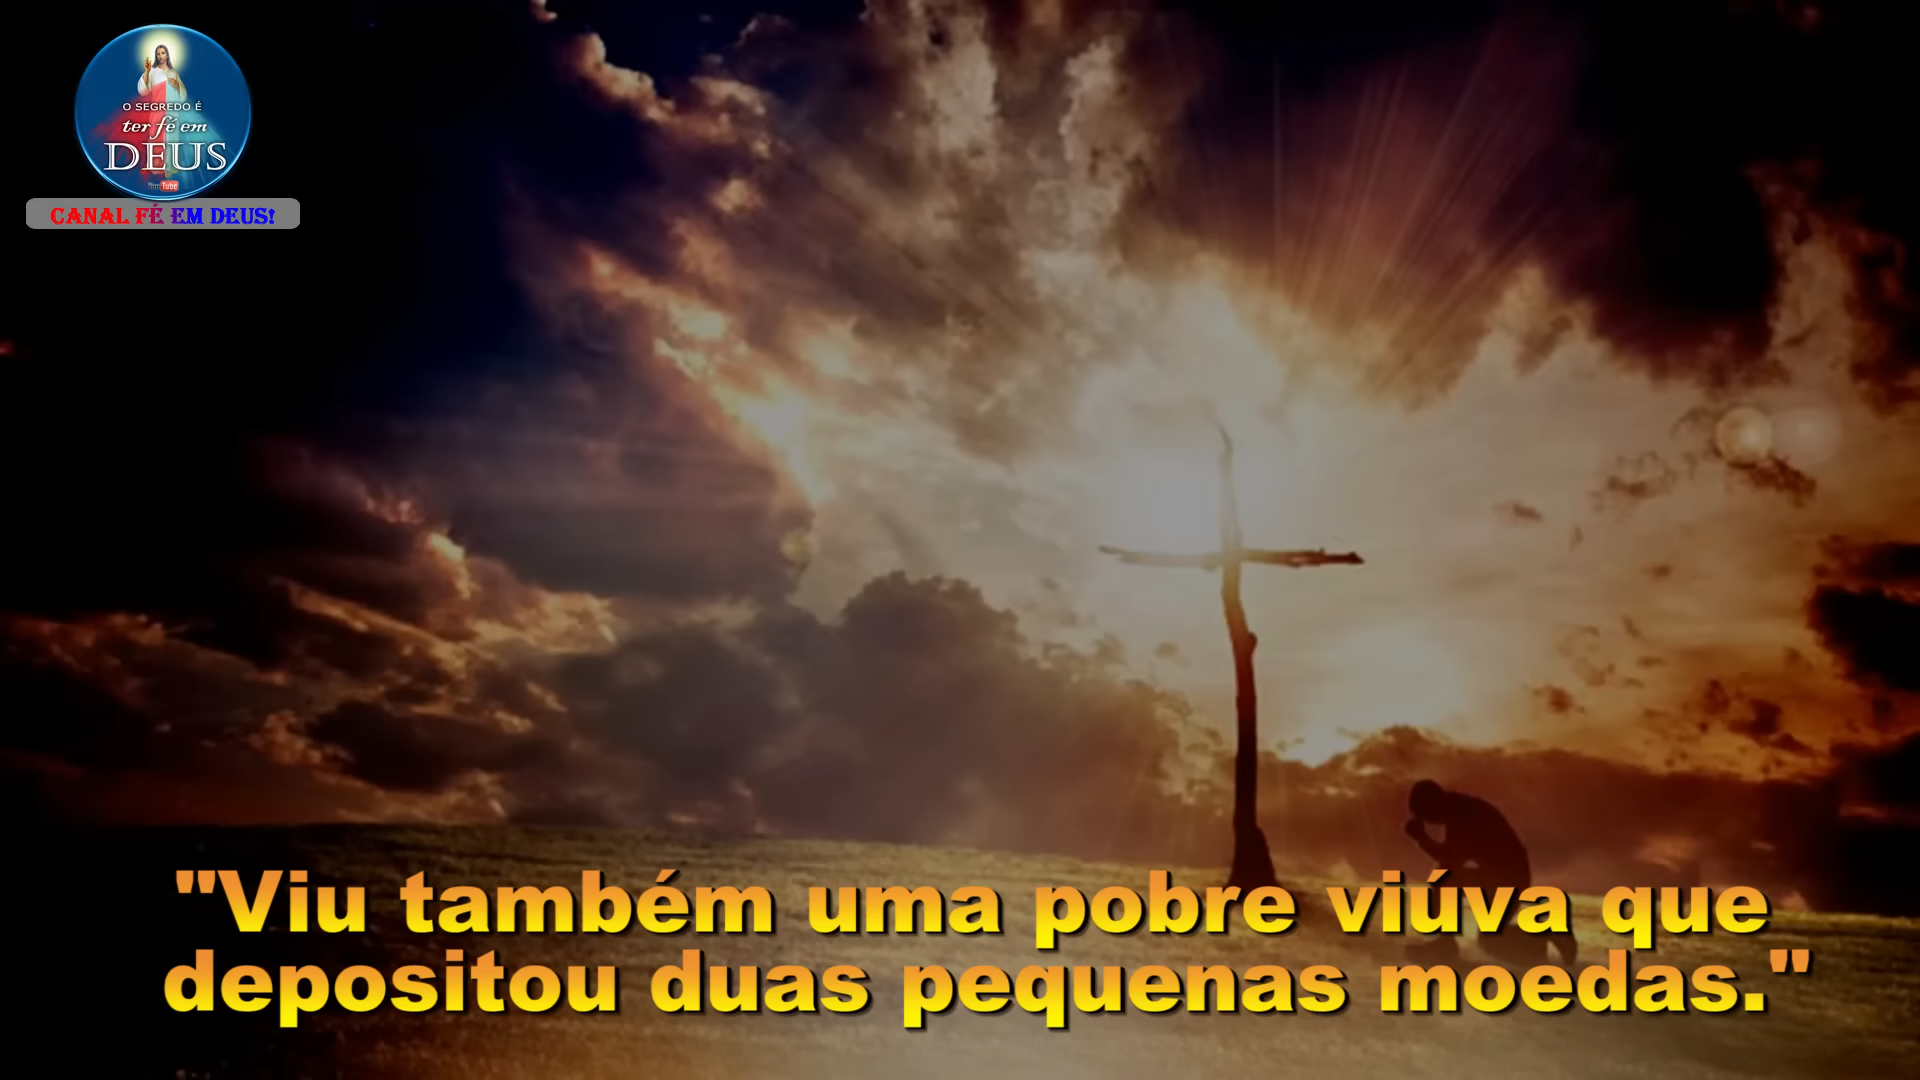 O SEGREDO É
ter fé em
DEUS
CANAL FÉ EM DEUS!
"Viu também uma pobre viúva que
depositou duas pequenas moedas."